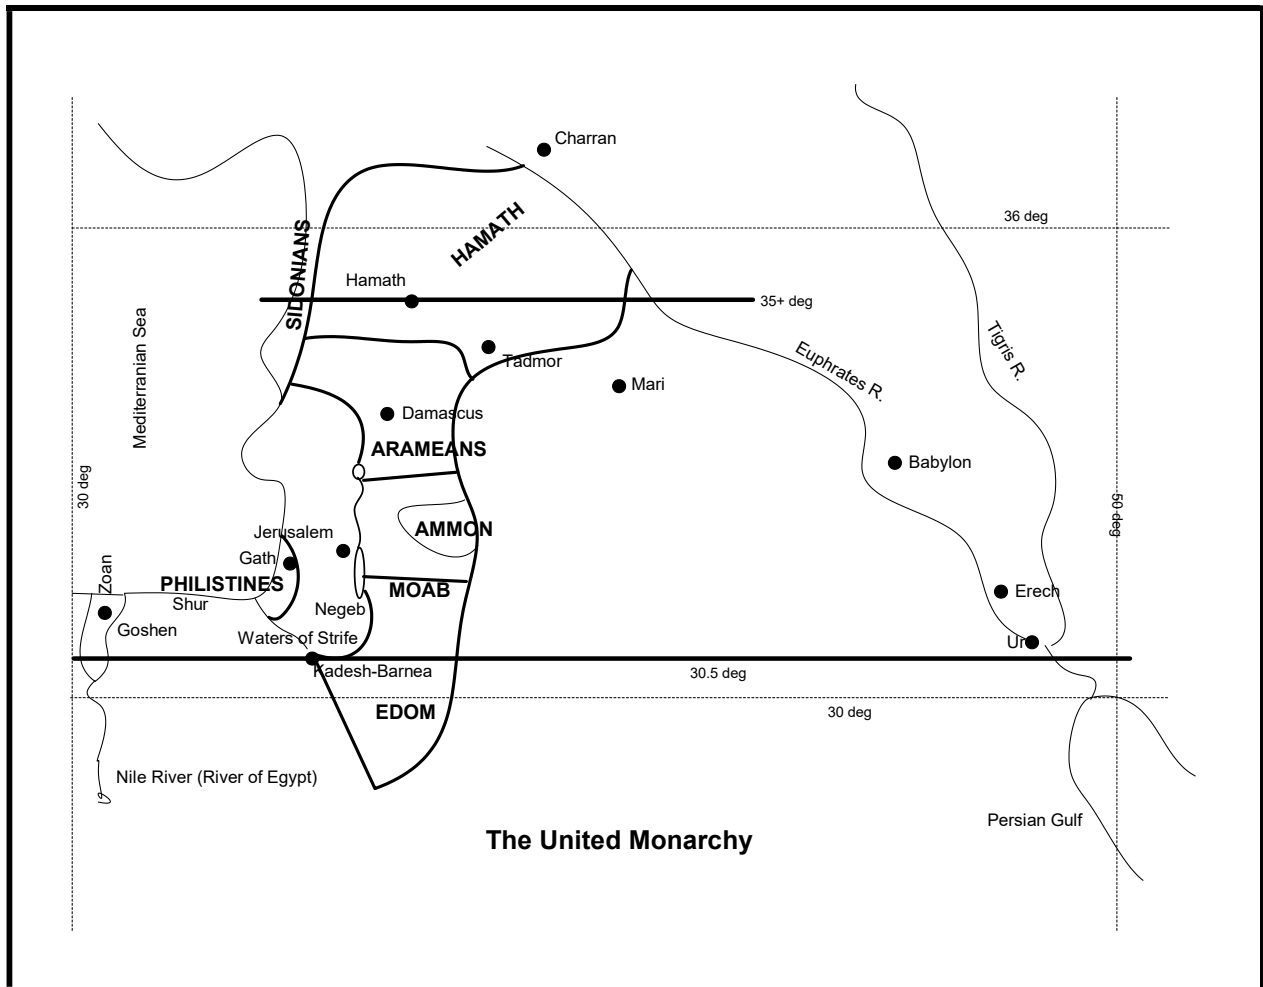 Charran
36 deg
HAMATH
SIDONIANS
Hamath
35+ deg
Mediterranian Sea
Tigris R.
Euphrates R.
Tadmor
Mari
Damascus
ARAMEANS
Babylon
30 deg
50 deg
Jerusalem
AMMON
Gath
PHILISTINES
Zoan
MOAB
Erech
Shur
Negeb
Goshen
Waters of Strife
Ur
Kadesh-Barnea
30.5 deg
EDOM
30 deg
Nile River (River of Egypt)
Persian Gulf
The United Monarchy